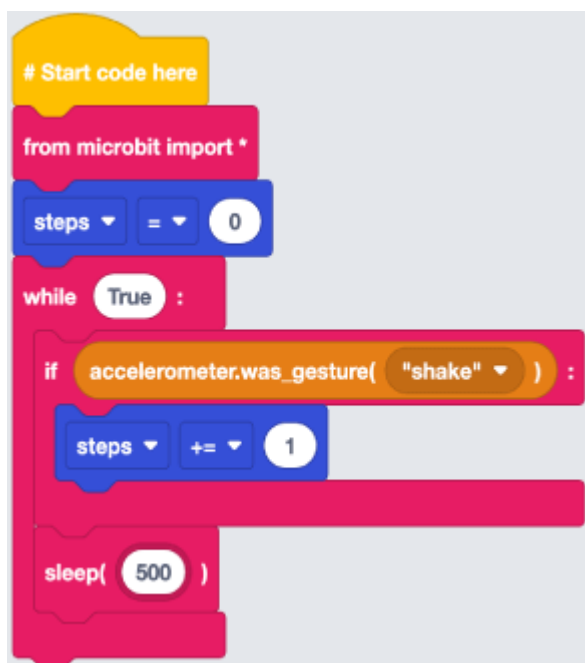 # Start code here
from microbit import *
steps = 0
while True :
if accelerometer.was_gesture( "shake" ) :
steps += 1
sleep( 500 )